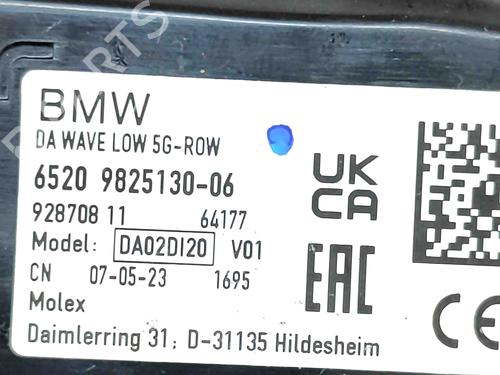 BMW
DA WAVE LOW 5G-ROW
6520 9825130-06
928708 11 64177
Model: DA02DI20 V01
CN 07-05-23 1695
Molex
Daimlerring 31; D-31135 Hildesheim
UK
CA
EAC
CE